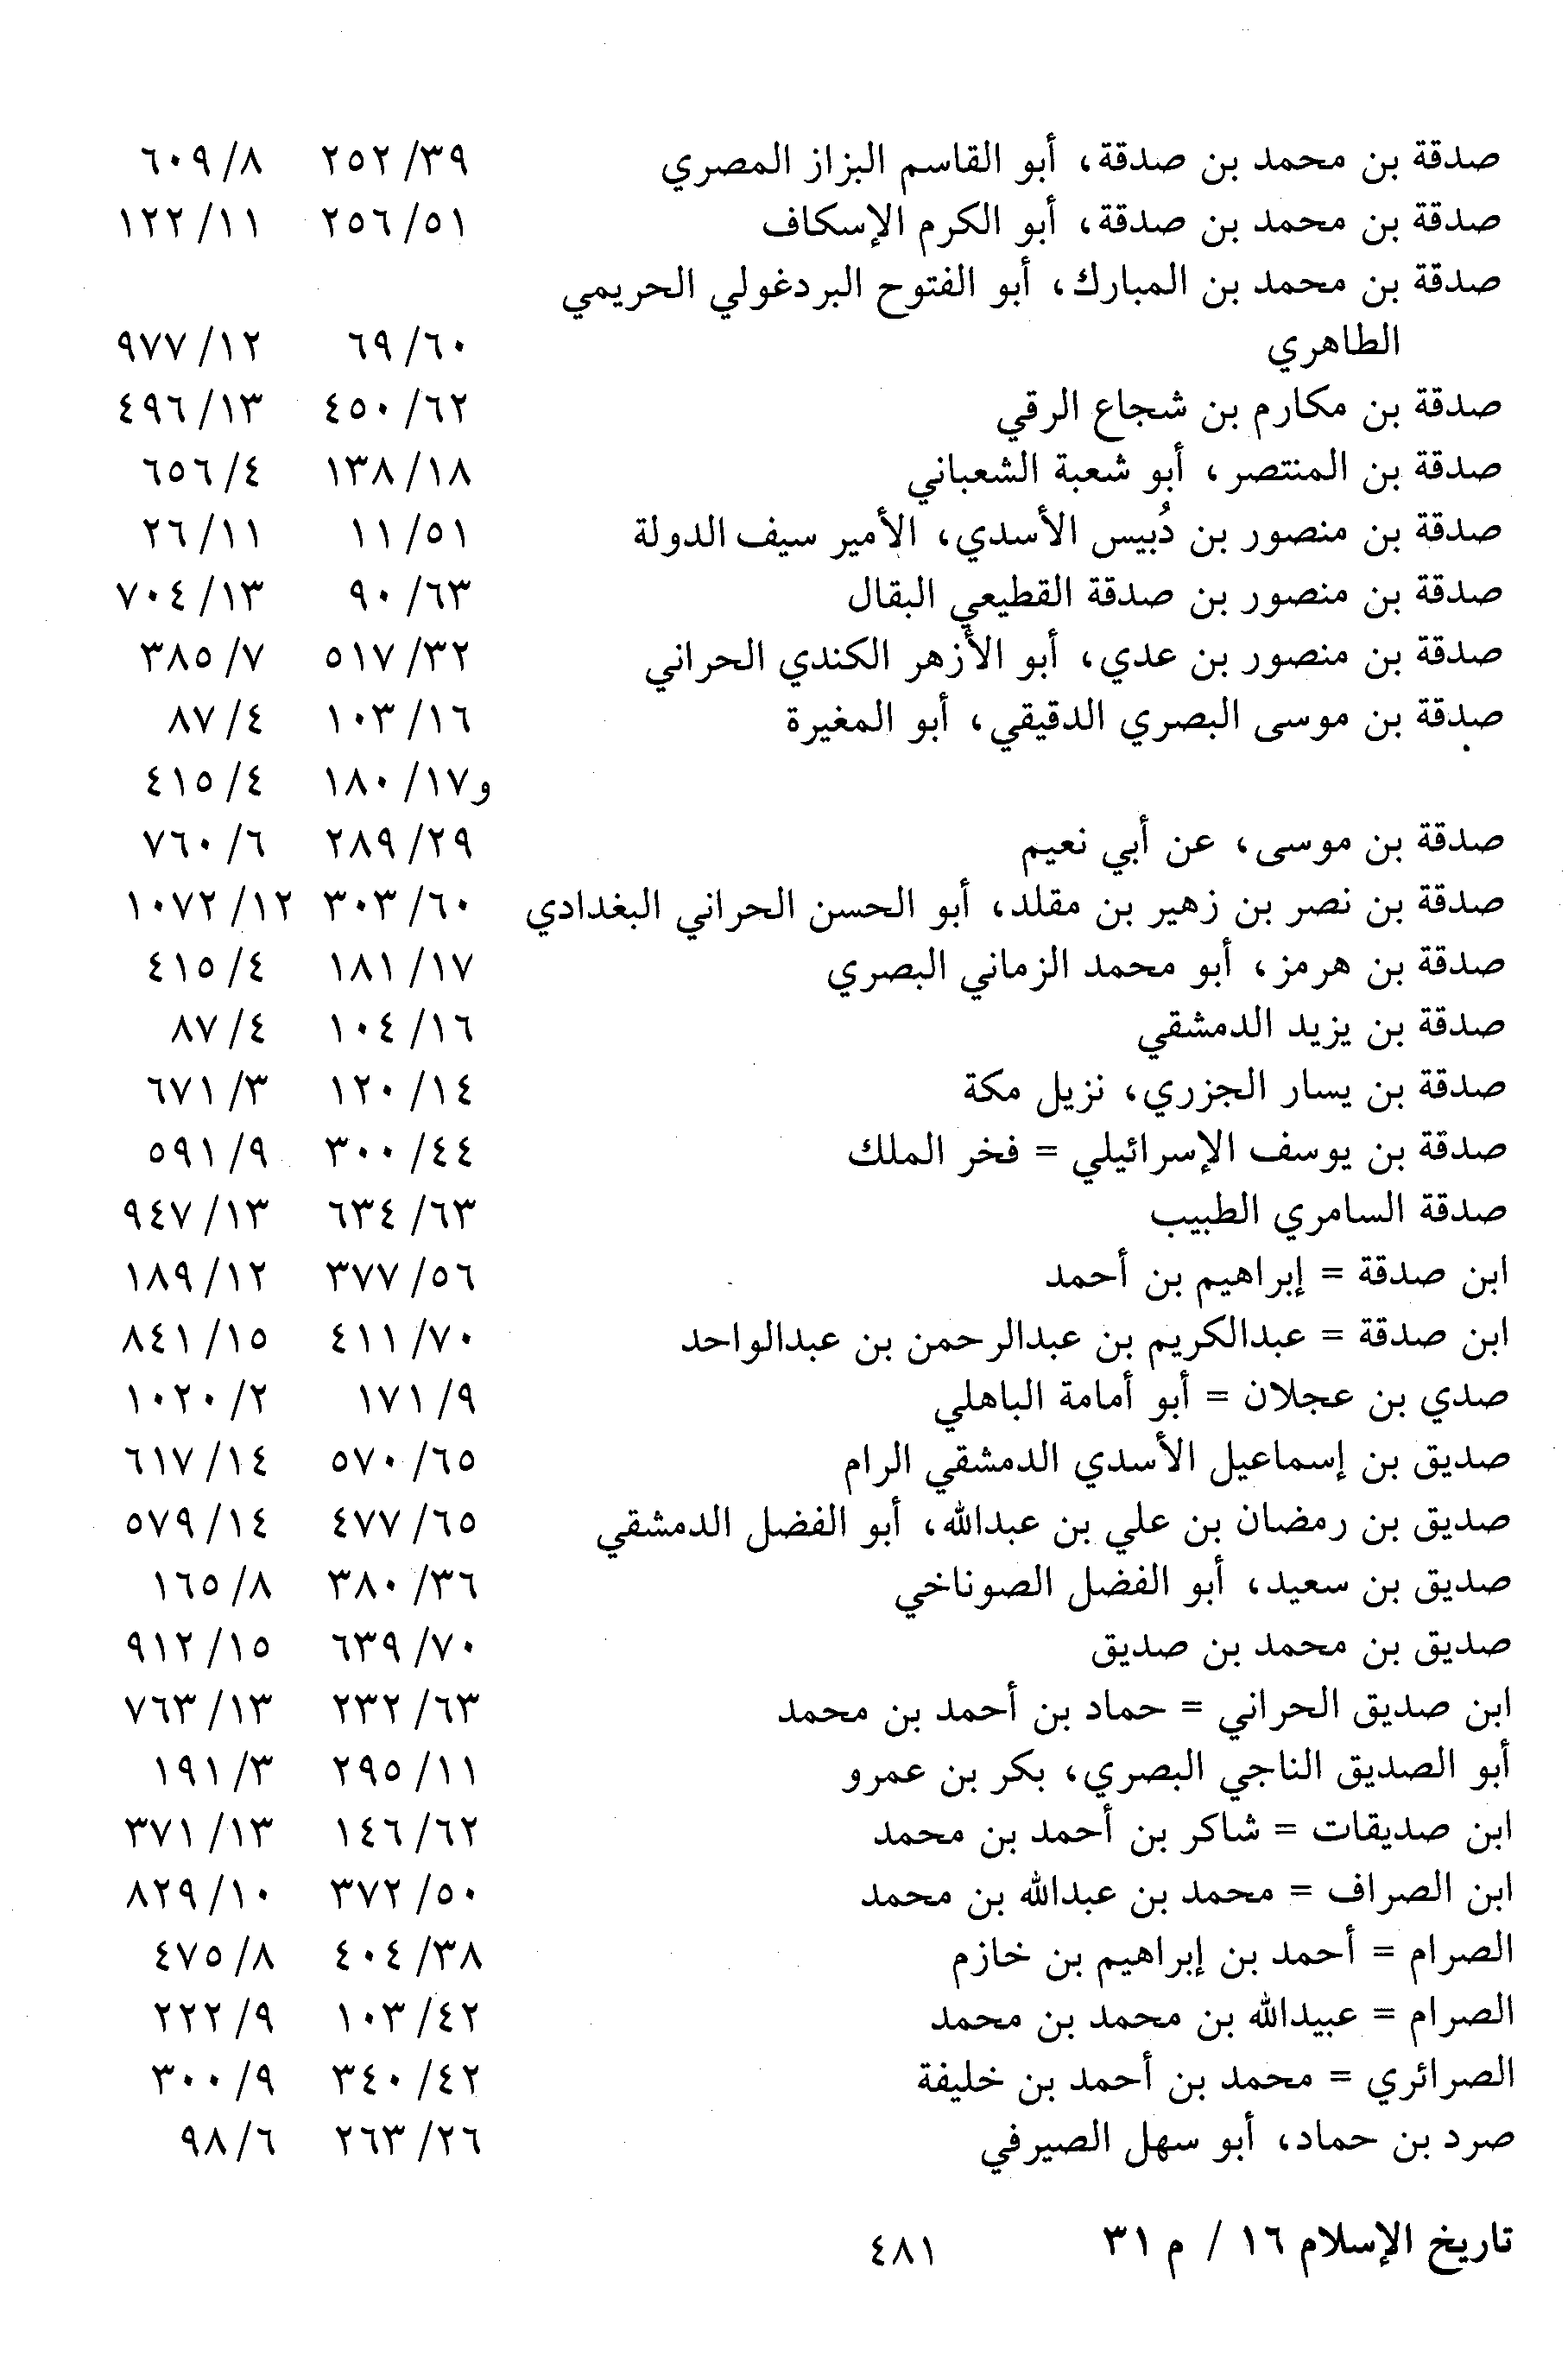 صدقة بن محمد بن صدقة، أبو القاسم البزاز المصري ٣٩/ ٢٥٢ ٨/ ٦٠٩
صدقة بن محمد بن صدقة، أبو الكرم الإسكاف ٥١/ ٢٥٦ ١١/ ١٢٢
صدقة بن محمد بن المبارك، أبو الفتوح البردغولي الحريمي
الطاهري ٦٠/ ٦٩ ١٢/ ٩٧٧
صدقة بن مكارم بن شجاع الرقي ٦٢/ ٤٥٠ ١٣/ ٤٩٦
صدقة بن المنتصر، أبو شعبة الشعباني ١٨/ ١٣٨ ٤/ ٦٥٦
صدقة بن منصور بن دُبيس الأسدي، الأمير سيف الدولة ٥١/ ١١ ١١/ ٢٦
صدقة بن منصور بن صدقة القطيعي البقال ٦٣/ ٩٠ ١٣/ ٧٠٤
صدقة بن منصور بن عدي، أبو الأزهر الكندي الحراني ٣٢/ ٥١٧ ٧/ ٣٨٥
صدقة بن موسى البصري الدقيقي، أبو المغيرة ١٦/ ١٠٣ ٤/ ٨٧
و١٧/ ١٨٠ ٤/ ٤١٥
صدقة بن موسى، عن أبي نعيم ٢٩/ ٢٨٩ ٦/ ٧٦٠
صدقة بن نصر بن زهير بن مقلد، أبو الحسن الحراني البغدادي ٦٠/ ٣٠٣ ١٢/ ١٠٧٢
صدقة بن هرمز، أبو محمد الزماني البصري ١٧/ ١٨١ ٤/ ٤١٥
صدقة بن يزيد الدمشقي ١٦/ ١٠٤ ٤/ ٨٧
صدقة بن يسار الجزري، نزيل مكة ١٤/ ١٢٠ ٣/ ٦٧١
صدقة بن يوسف الإسرائيلي = فخر الملك ٤٤/ ٣٠٠ ٩/ ٥٩١
صدقة السامري الطبيب ٦٣/ ٦٣٤ ١٣/ ٩٤٧
ابن صدقة = إبراهيم بن أحمد ٥٦/ ٣٧٧ ١٢/ ١٨٩
ابن صدقة = عبدالكريم بن عبدالرحمن بن عبدالواحد ٧٠/ ٤١١ ١٥/ ٨٤١
صدي بن عجلان = أبو أمامة الباهلي ٩/ ١٧١ ٢/ ١٠٢٠
صديق بن إسماعيل الأسدي الدمشقي الرام ٦٥/ ٥٧٠ ١٤/ ٦١٧
صديق بن رمضان بن علي بن عبدالله، أبو الفضل الدمشقي ٦٥/ ٤٧٧ ١٤/ ٥٧٩
صديق بن سعيد، أبو الفضل الصوناخي ٣٦/ ٣٨٠ ٨/ ١٦٥
صديق بن محمد بن صديق ٧٠/ ٦٣٩ ١٥/ ٩١٢
ابن صديق الحراني = حماد بن أحمد بن محمد ٦٣/ ٢٣٢ ١٣/ ٧٦٣
أبو الصديق الناجي البصري، بكر بن عمرو ١١/ ٢٩٥ ٣/ ١٩١
ابن صديقات = شاكر بن أحمد بن محمد ٦٢/ ١٤٦ ١٣/ ٣٧١
ابن الصراف = محمد بن عبدالله بن محمد ٥٠/ ٣٧٢ ١٠/ ٨٢٩
الصرام = أحمد بن إبراهيم بن خازم ٣٨/ ٤٠٤ ٨/ ٤٧٥
الصرام = عبيدالله بن محمد بن محمد ٤٢/ ١٠٣ ٩/ ٢٢٢
الصرائري = محمد بن أحمد بن خليفة ٤٢/ ٣٤٠ ٩/ ٣٠٠
صرد بن حماد، أبو سهل الصيرفي ٢٦/ ٢٦٣ ٦/ ٩٨
تاريخ الإسلام ١٦ / م ٣١
٤٨١